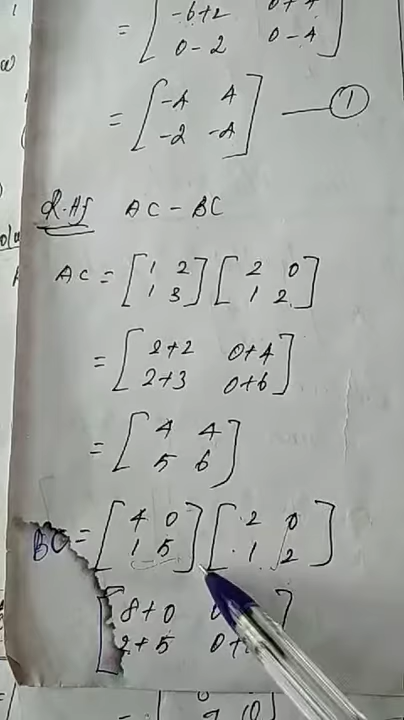 = [ -6+2 0+4
0-2 0-4 ]
= [ -4 4
-2 -4 ] — ①
R.H.S AC - BC
AC = [ 1 2
1 3 ] [ 2 0
1 2 ]
= [ 2+2 0+4
2+3 0+6 ]
= [ 4 4
5 6 ]
BC = [ 4 0
1 5 ] [ 2 0
1 2 ]
[ 8+0
2+5 0+ ]